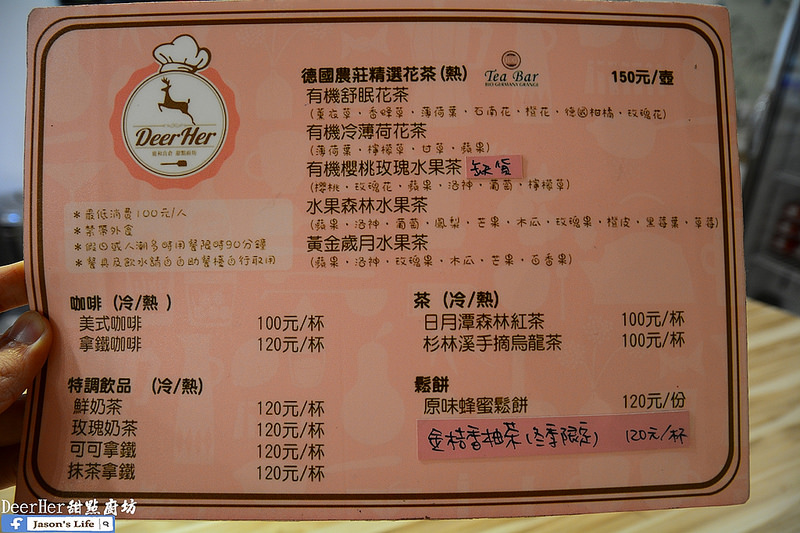 DeerHer
德國農莊精選花茶(熱) Tea Bar 150元/壺
BIO GERMANY GRANGE
有機舒眠花茶
(薰衣草、香蜂草、薄荷葉、石南花、橙花、德國柑橘、玫瑰花)
有機冷薄荷花茶
(薄荷葉、檸檬草、甘草、蘋果)
有機櫻桃玫瑰水果茶 缺貨
(櫻桃、玫瑰花、蘋果、洛神、葡萄、檸檬草)
水果森林水果茶
(蘋果、洛神、葡萄、鳳梨、芒果、木瓜、玫瑰果、橙皮、黑莓葉、草莓)
黃金歲月水果茶
(蘋果、洛神、玫瑰果、木瓜、芒果、百香果)
*最低消費100元/人
*禁帶外食
*假日或人潮多時用餐限時90分鐘
*餐具及飲水請自自助餐檯自行取用
咖啡 (冷/熱)
美式咖啡 100元/杯
拿鐵咖啡 120元/杯
茶 (冷/熱)
日月潭森林紅茶 100元/杯
杉林溪手摘烏龍茶 100元/杯
特調飲品 (冷/熱)
鮮奶茶 120元/杯
玫瑰奶茶 120元/杯
可可拿鐵 120元/杯
抹茶拿鐵 120元/杯
鬆餅
原味蜂蜜鬆餅 120元/份
金桔香柚茶(冬季限定) 120元/杯
DeerHer甜點廚坊
f Jason's Life